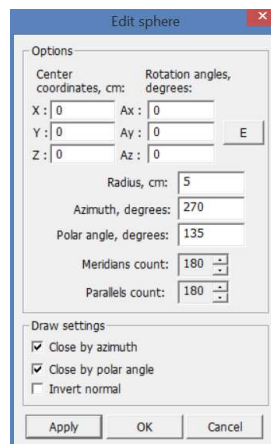 Edit sphere
Options
Center coordinates, cm: Rotation angles, degrees:
X : 0 Ax : 0
Y : 0 Ay : 0 E
Z : 0 Az : 0
Radius, cm: 5
Azimuth, degrees: 270
Polar angle, degrees: 135
Meridians count: 180
Parallels count: 180
Draw settings
Close by azimuth
Close by polar angle
Invert normal
Apply OK Cancel